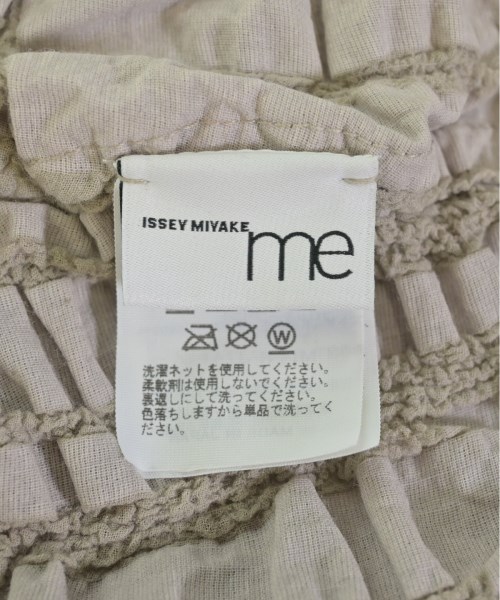 ISSEY MIYAKE
me
W
洗濯ネットを使用してください。
柔軟剤は使用しないでください。
裏返しにして洗ってください。
色落ちしますから単品で洗ってく
ださい。